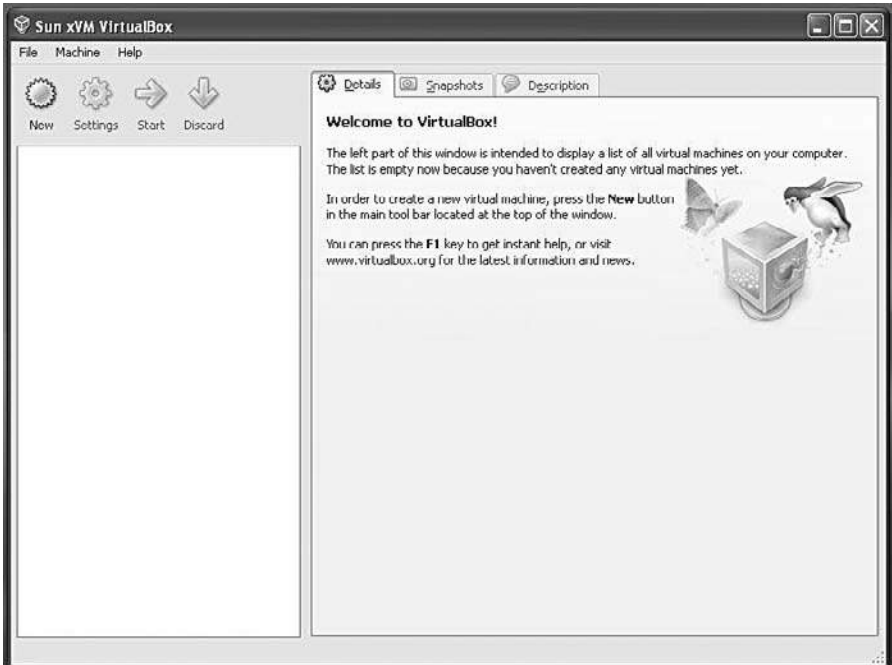 Sun xVM VirtualBox
File Machine Help
New Settings Start Discard
Details Snapshots Description
Welcome to VirtualBox!
The left part of this window is intended to display a list of all virtual machines on your computer.
The list is empty now because you haven't created any virtual machines yet.
In order to create a new virtual machine, press the New button
in the main tool bar located at the top of the window.
You can press the F1 key to get instant help, or visit
www.virtualbox.org for the latest information and news.